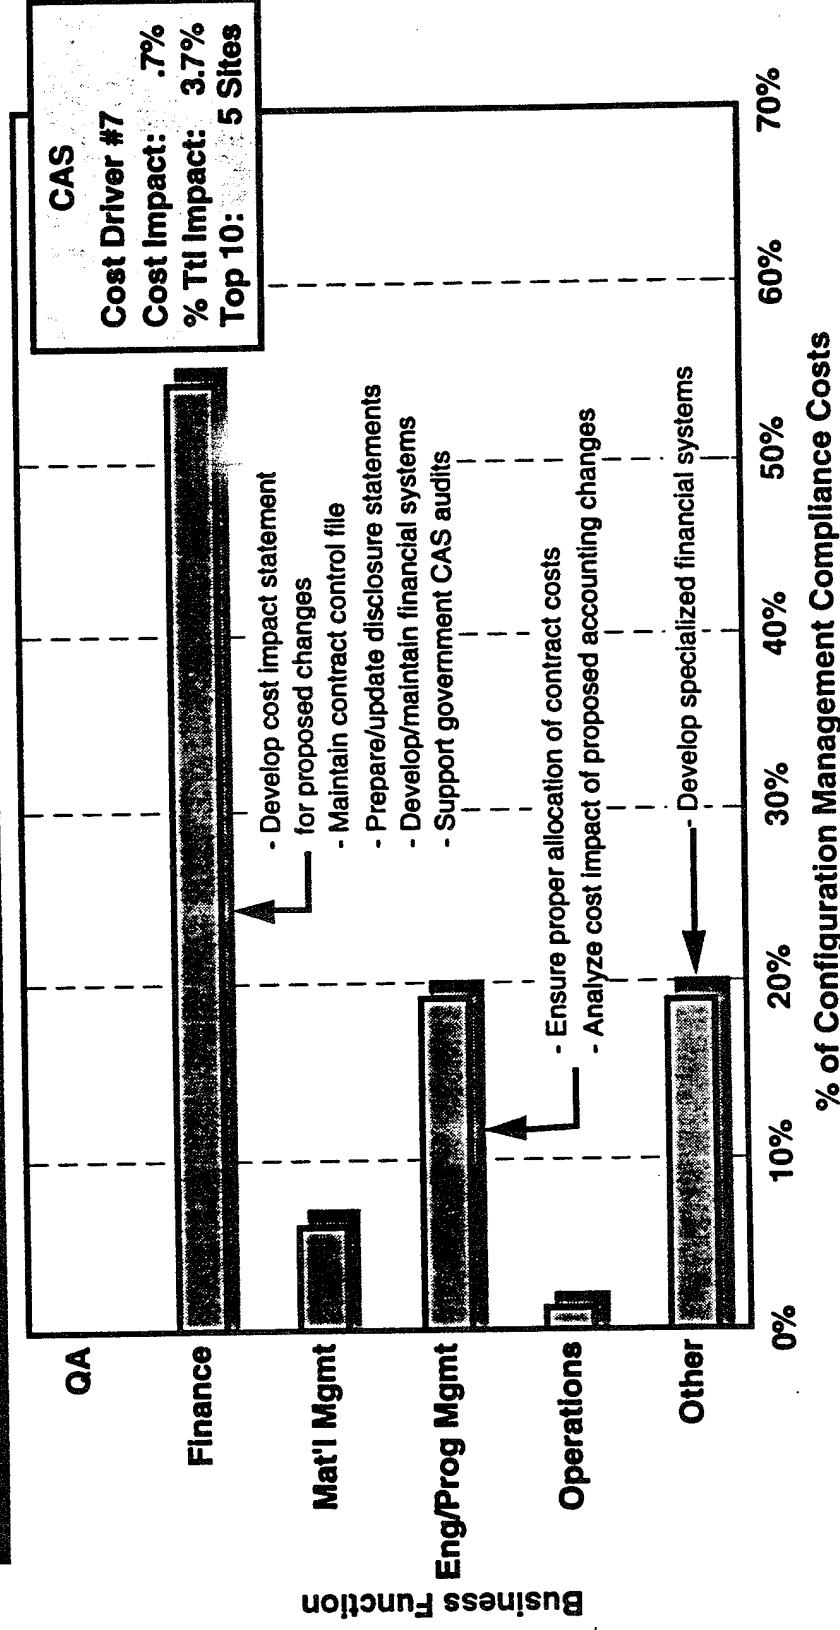 CAS
Cost Driver #7
Cost Impact: .7%
% Ttl Impact: 3.7%
Top 10: 5 Sites
QA
Finance
Mat'l Mgmt
Eng/Prog Mgmt
Operations
Other
Business Function
- Develop cost impact statement
for proposed changes
- Maintain contract control file
- Prepare/update disclosure statements
- Develop/maintain financial systems
- Support government CAS audits
- Ensure proper allocation of contract costs
- Analyze cost impact of proposed accounting changes
- Develop specialized financial systems
0% 10% 20% 30% 40% 50% 60% 70%
% of Configuration Management Compliance Costs